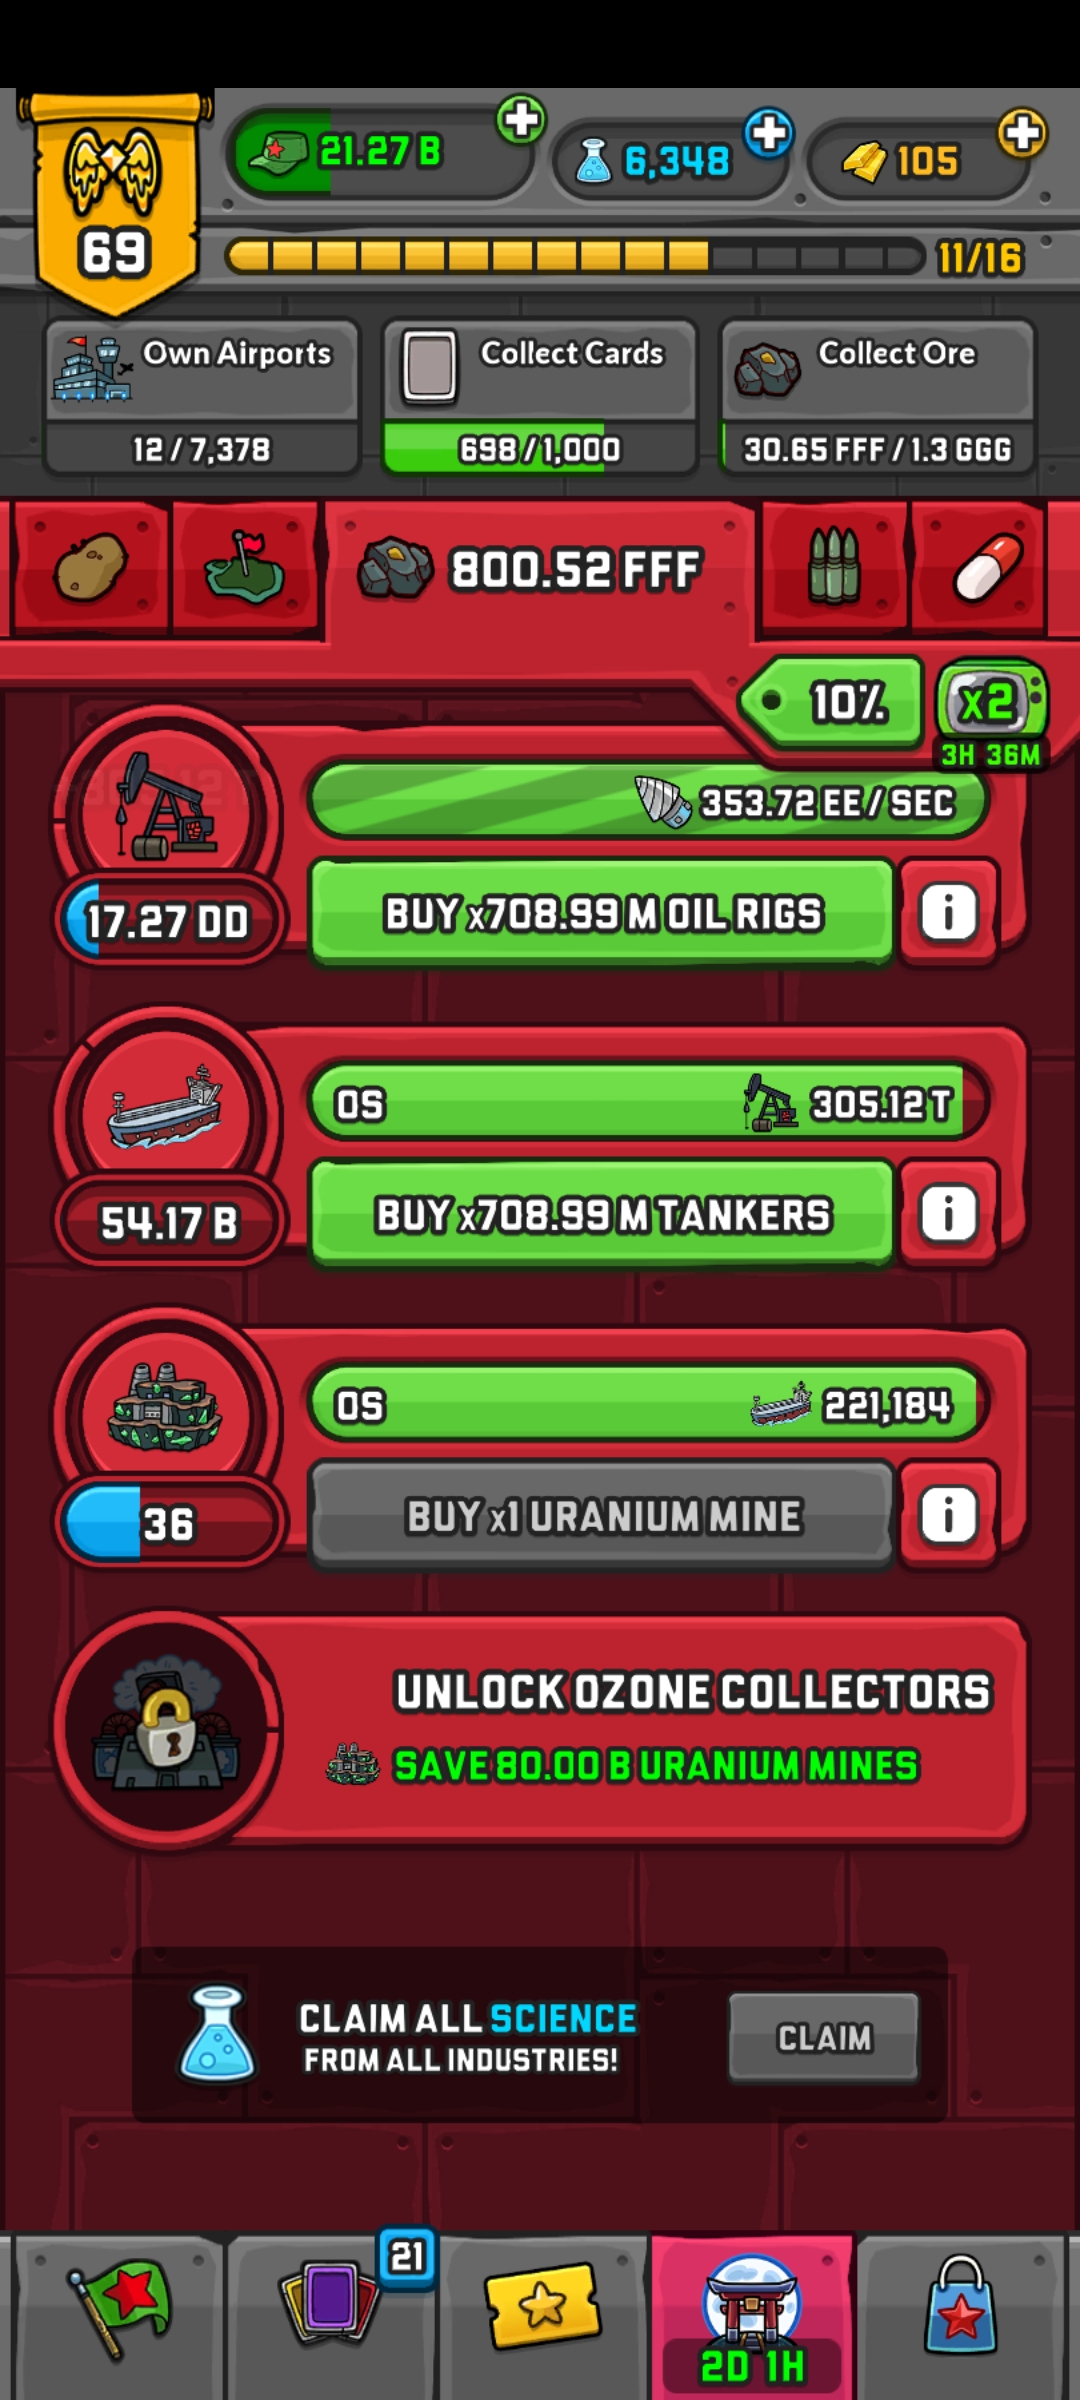 69
21.27 B
6,348
105
11/16
Own Airports
12 / 7,378
Collect Cards
698/1,000
Collect Ore
30.65 FFF / 1.3 GGG
800.52 FFF
10%
x2
3H 36M
353.72 EE / SEC
17.27 DD
BUY x708.99 M OIL RIGS
i
0S
305.12 T
54.17 B
BUY x708.99 M TANKERS
i
0S
221,184
36
BUY x1 URANIUM MINE
i
UNLOCK OZONE COLLECTORS
SAVE 80.00 B URANIUM MINES
CLAIM ALL SCIENCE
FROM ALL INDUSTRIES!
CLAIM
21
2D 1H